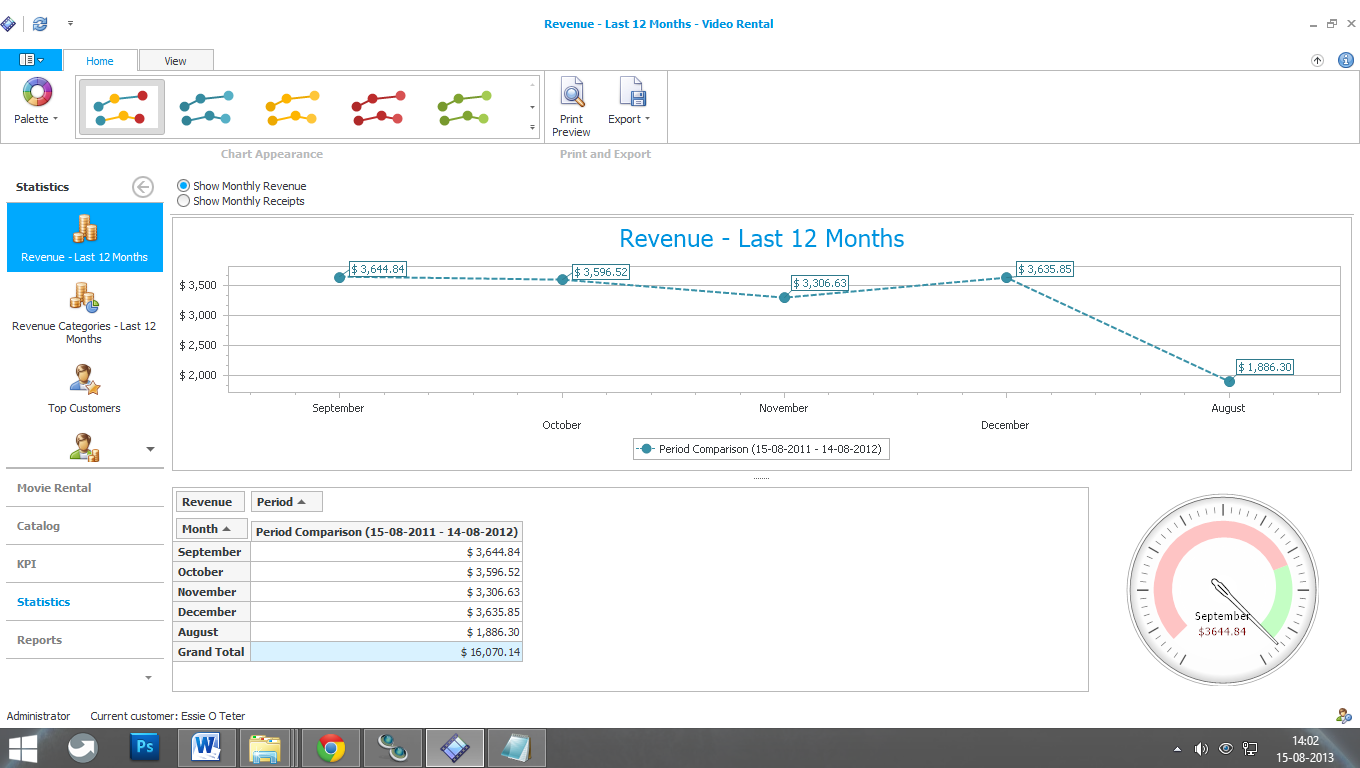 Revenue - Last 12 Months - Video Rental
Home
View
Palette
Print
Preview
Export
Chart Appearance
Print and Export
Statistics
Revenue - Last 12 Months
Revenue Categories - Last 12
Months
Top Customers
Movie Rental
Catalog
KPI
Statistics
Reports
Show Monthly Revenue
Show Monthly Receipts
Revenue - Last 12 Months
$ 3,644.84
$ 3,596.52
$ 3,306.63
$ 3,635.85
$ 1,886.30
$ 3,500
$ 3,000
$ 2,500
$ 2,000
September
October
November
December
August
Period Comparison (15-08-2011 - 14-08-2012)
Revenue
Period
Month
Period Comparison (15-08-2011 - 14-08-2012)
September $ 3,644.84
October $ 3,596.52
November $ 3,306.63
December $ 3,635.85
August $ 1,886.30
Grand Total $ 16,070.14
September
$3644.84
Administrator Current customer: Essie O Teter
Ps
W
14:02
15-08-2013